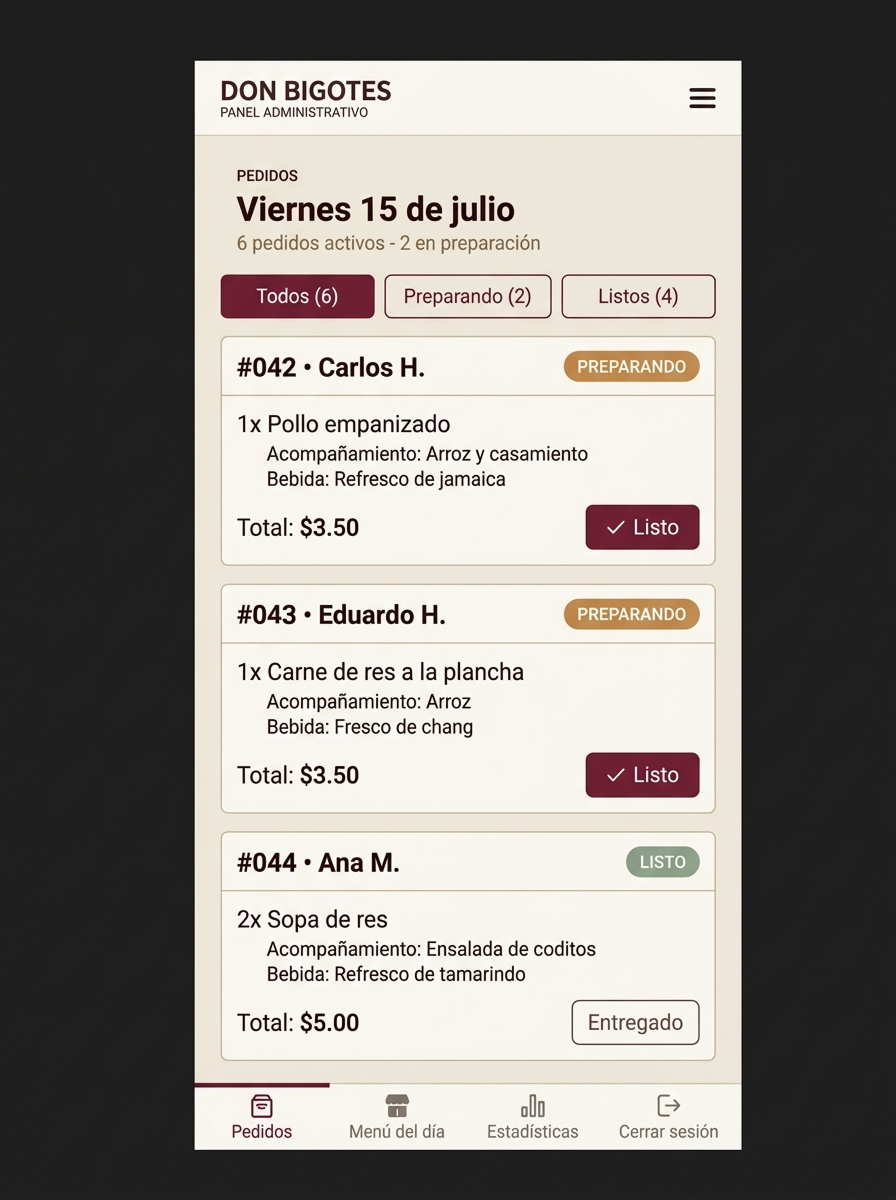 DON BIGOTES
PANEL ADMINISTRATIVO
PEDIDOS
Viernes 15 de julio
6 pedidos activos - 2 en preparación
Todos (6)
Preparando (2)
Listos (4)
#042 • Carlos H.
PREPARANDO
1x Pollo empanizado
Acompañamiento: Arroz y casamiento
Bebida: Refresco de jamaica
Total: $3.50
Listo
#043 • Eduardo H.
PREPARANDO
1x Carne de res a la plancha
Acompañamiento: Arroz
Bebida: Fresco de chang
Total: $3.50
Listo
#044 • Ana M.
LISTO
2x Sopa de res
Acompañamiento: Ensalada de coditos
Bebida: Refresco de tamarindo
Total: $5.00
Entregado
Pedidos
Menú del día
Estadísticas
Cerrar sesión